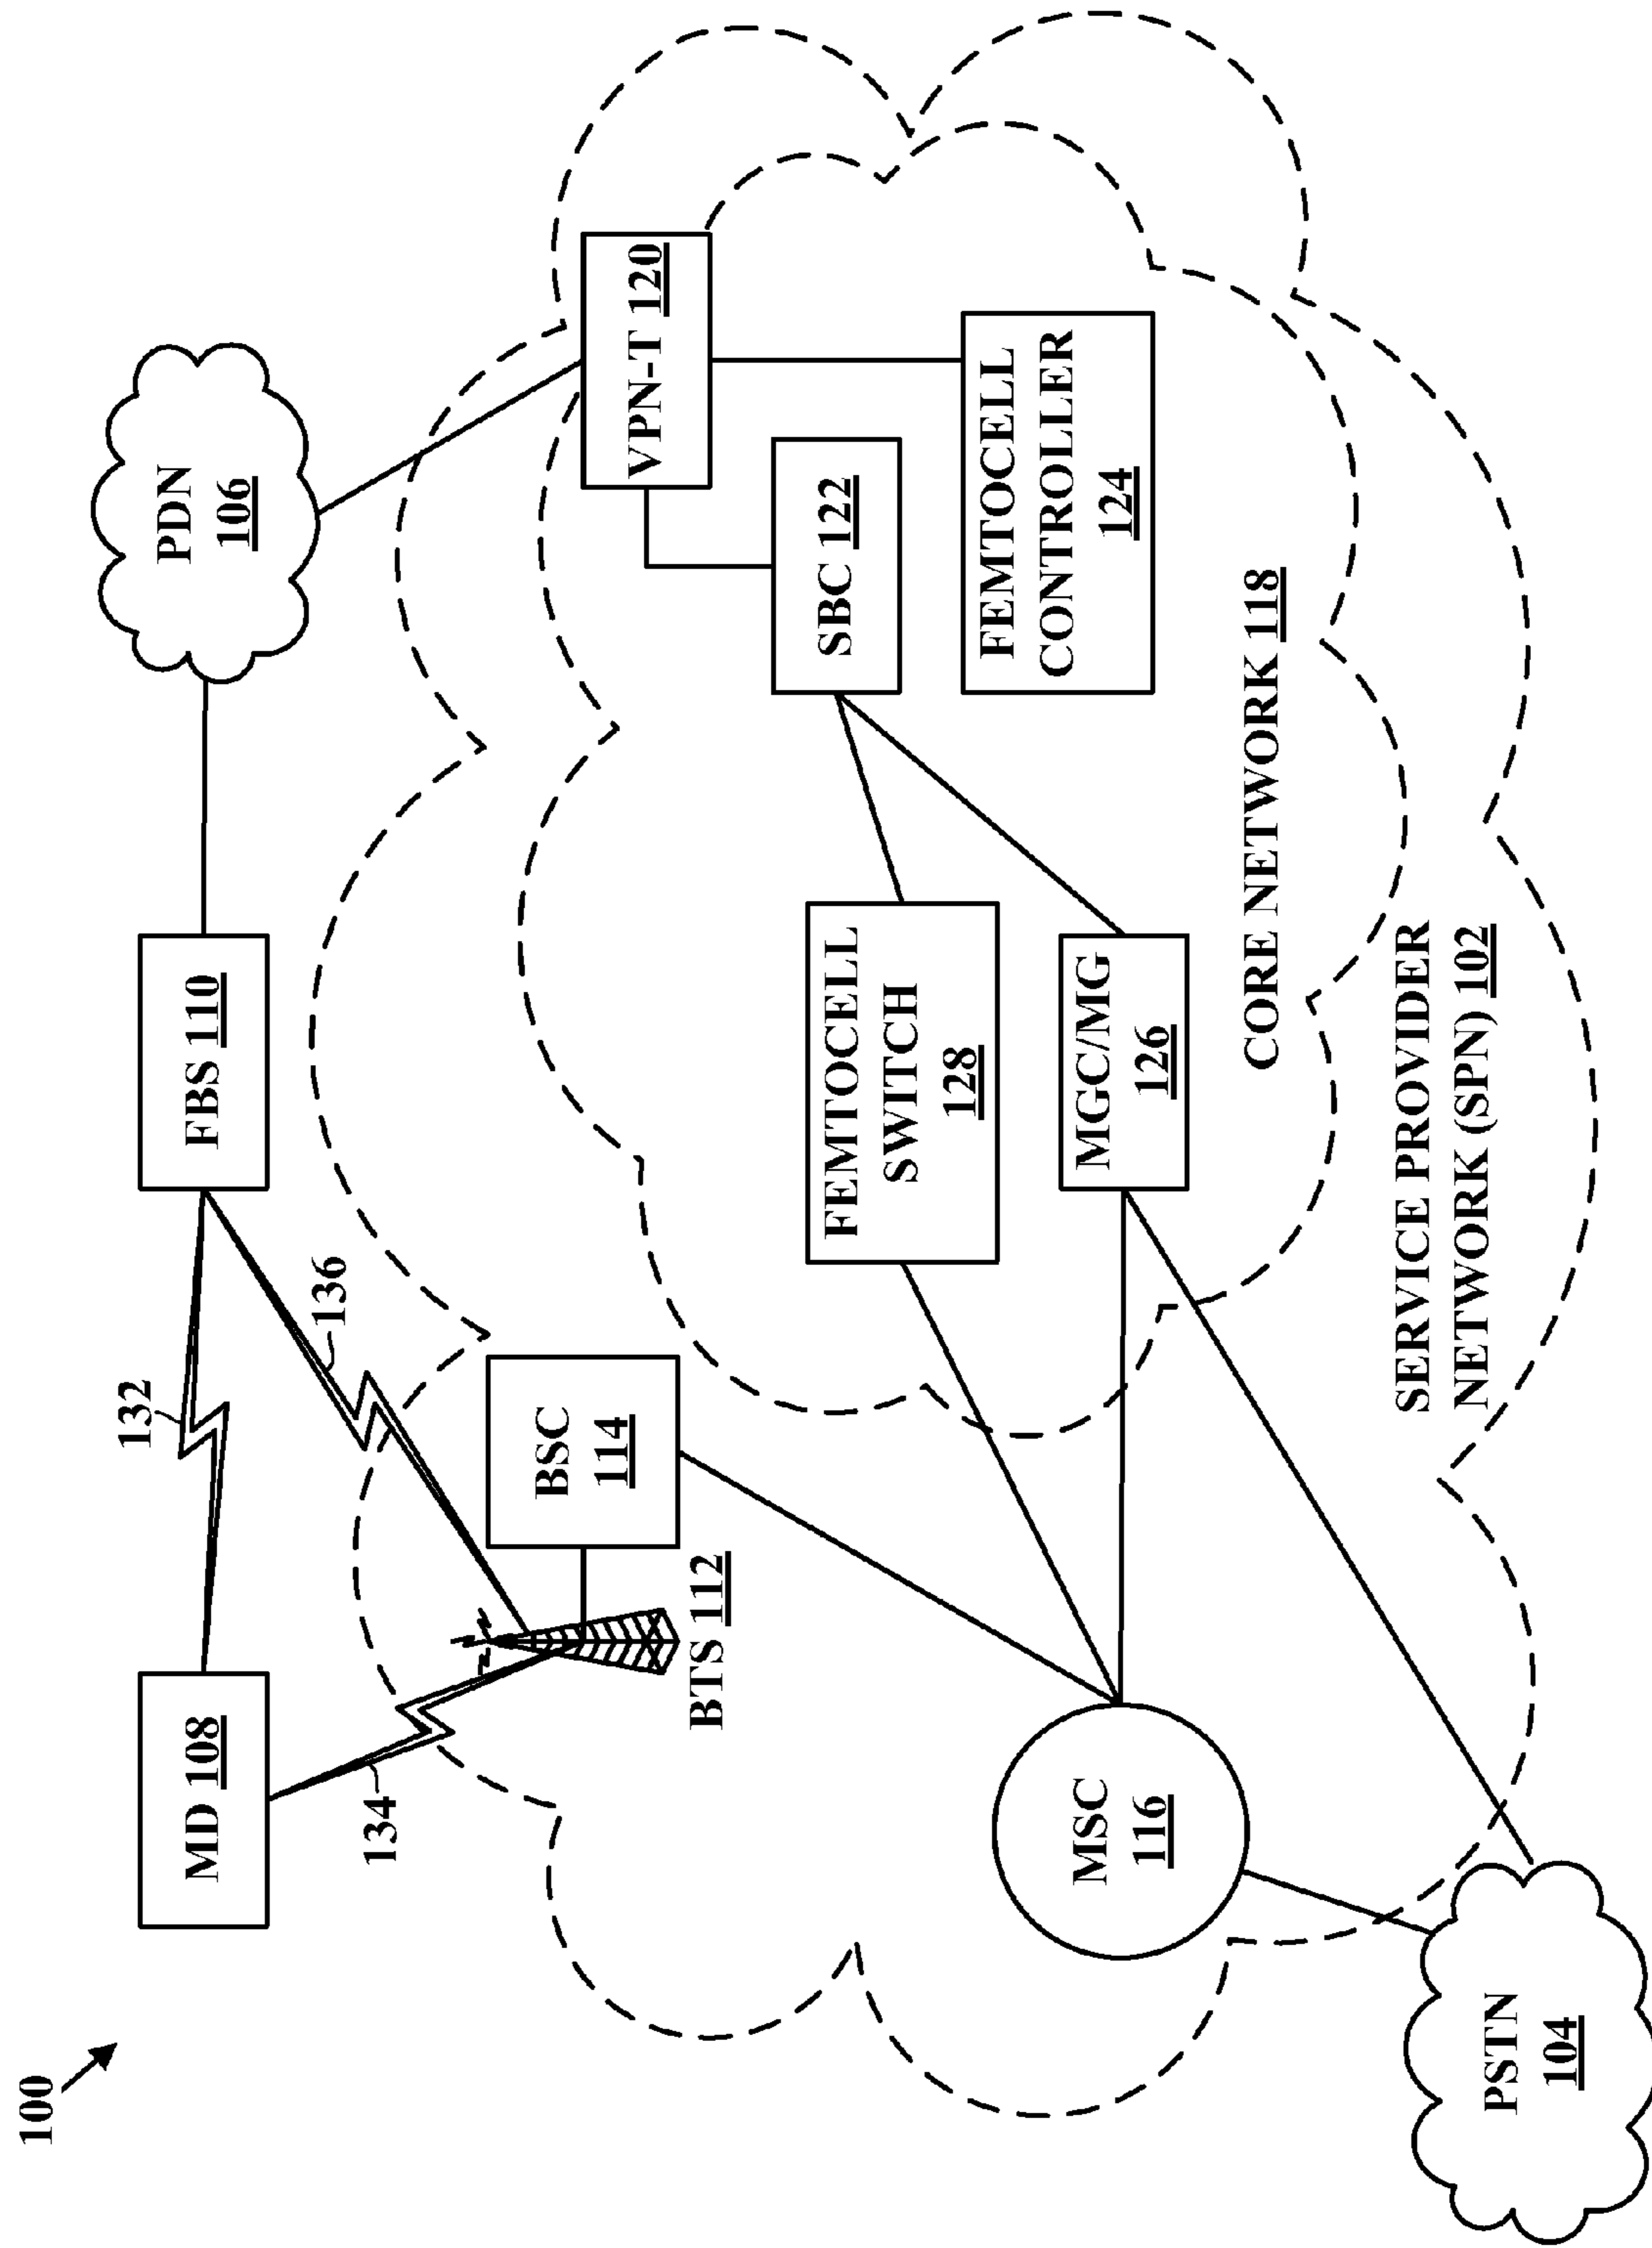 100
MD 108
132
FBS 110
PDN
106
134
136
BTS 112
BSC
114
VPN-T 120
SBC 122
FEMTOCELL
CONTROLLER
124
FEMTOCELL
SWITCH
128
MGC/MG
126
MSC
116
CORE NETWORK 118
SERVICE PROVIDER
NETWORK (SPN) 102
PSTN
104